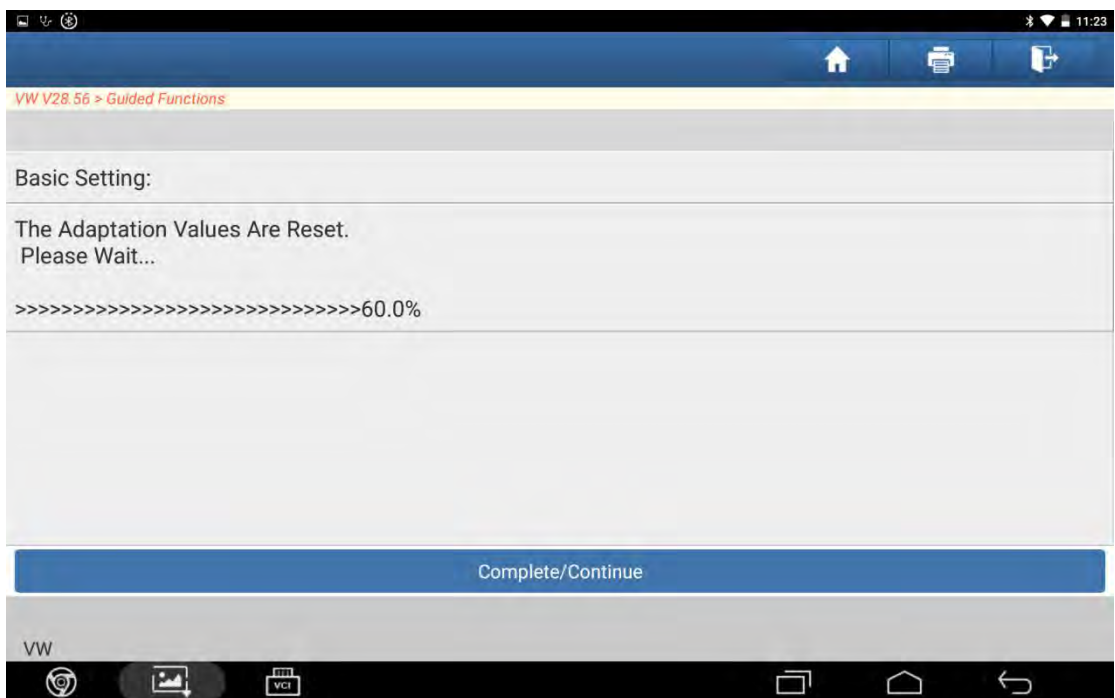 11:23
VW V28.56 > Guided Functions
Basic Setting:
The Adaptation Values Are Reset.
Please Wait...
>>>>>>>>>>>>>>>>>>>>>>>>>>>>>>60.0%
Complete/Continue
VW
VCI